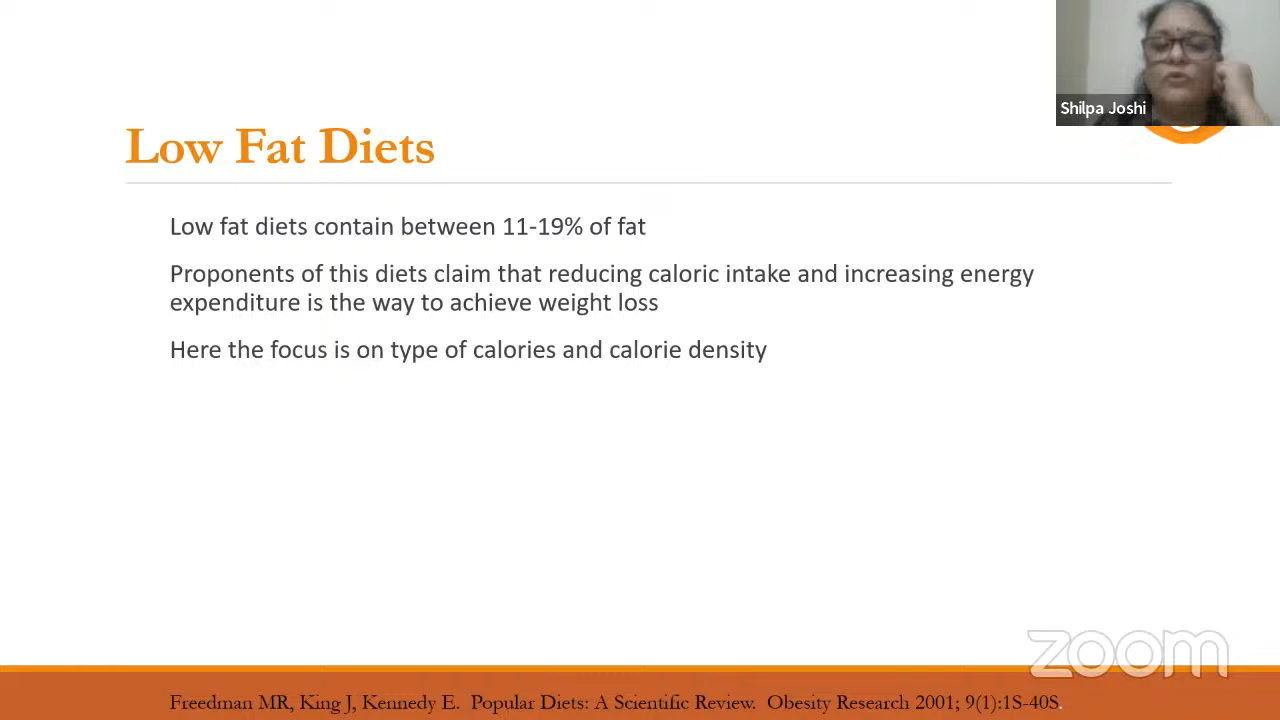 Shilpa Joshi
Low Fat Diets
Low fat diets contain between 11-19% of fat
Proponents of this diets claim that reducing caloric intake and increasing energy
expenditure is the way to achieve weight loss
Here the focus is on type of calories and calorie density
zoom
Freedman MR, King J, Kennedy E. Popular Diets: A Scientific Review. Obesity Research 2001; 9(1):1S-40S.